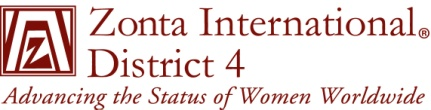 Zonta International®
District 4
Advancing the Status of Women Worldwide